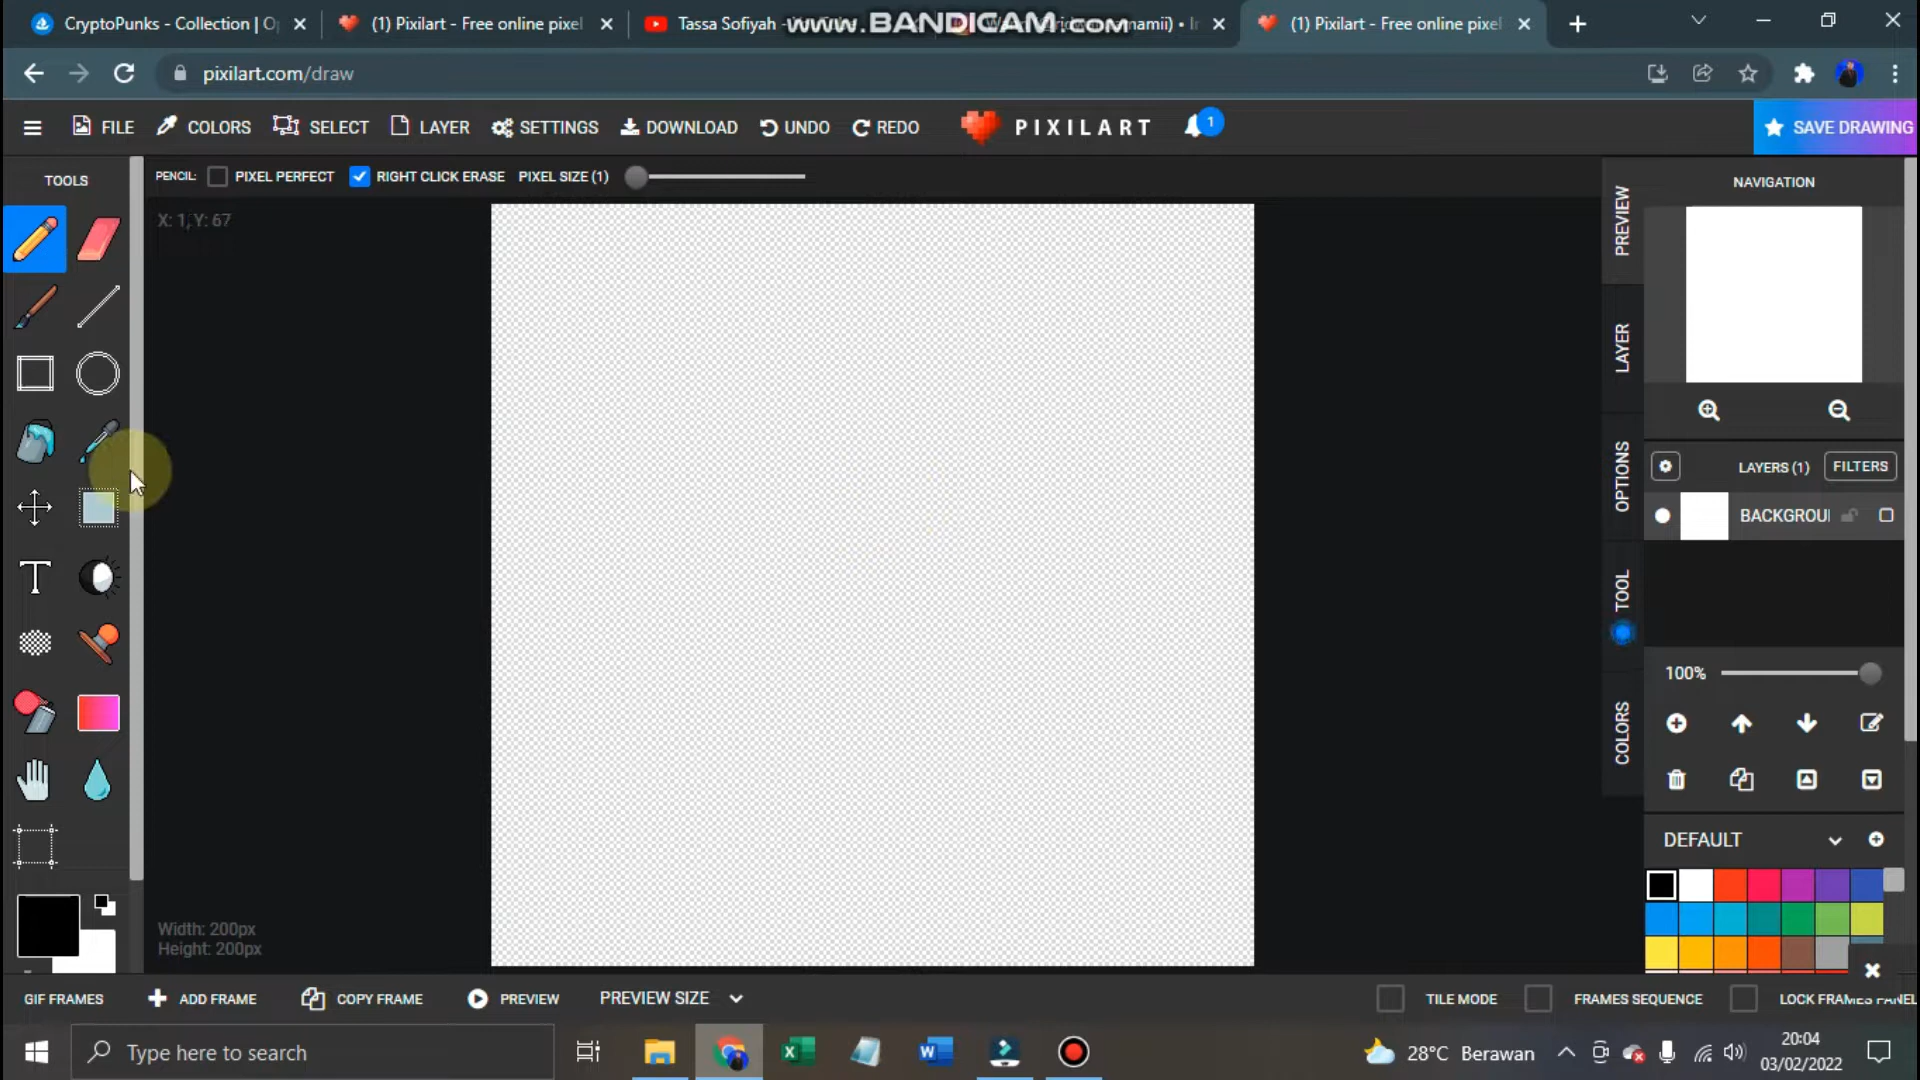 CryptoPunks - Collection | O
(1) Pixilart - Free online pixel
Tassa Sofiyah -
www.BANDICAM.com
(1) Pixilart - Free online pixel
pixilart.com/draw
FILE
COLORS
SELECT
LAYER
SETTINGS
DOWNLOAD
UNDO
REDO
PIXILART
1
SAVE DRAWING
TOOLS
PENCIL:
PIXEL PERFECT
RIGHT CLICK ERASE
PIXEL SIZE (1)
X: 1, Y: 67
PREVIEW
NAVIGATION
LAYER
OPTIONS
LAYERS (1)
FILTERS
BACKGROU
TOOL
100%
COLORS
DEFAULT
Width: 200px
Height: 200px
GIF FRAMES
ADD FRAME
COPY FRAME
PREVIEW
PREVIEW SIZE
TILE MODE
FRAMES SEQUENCE
LOCK FRAMES PANEL
Type here to search
28°C Berawan
20:04
03/02/2022